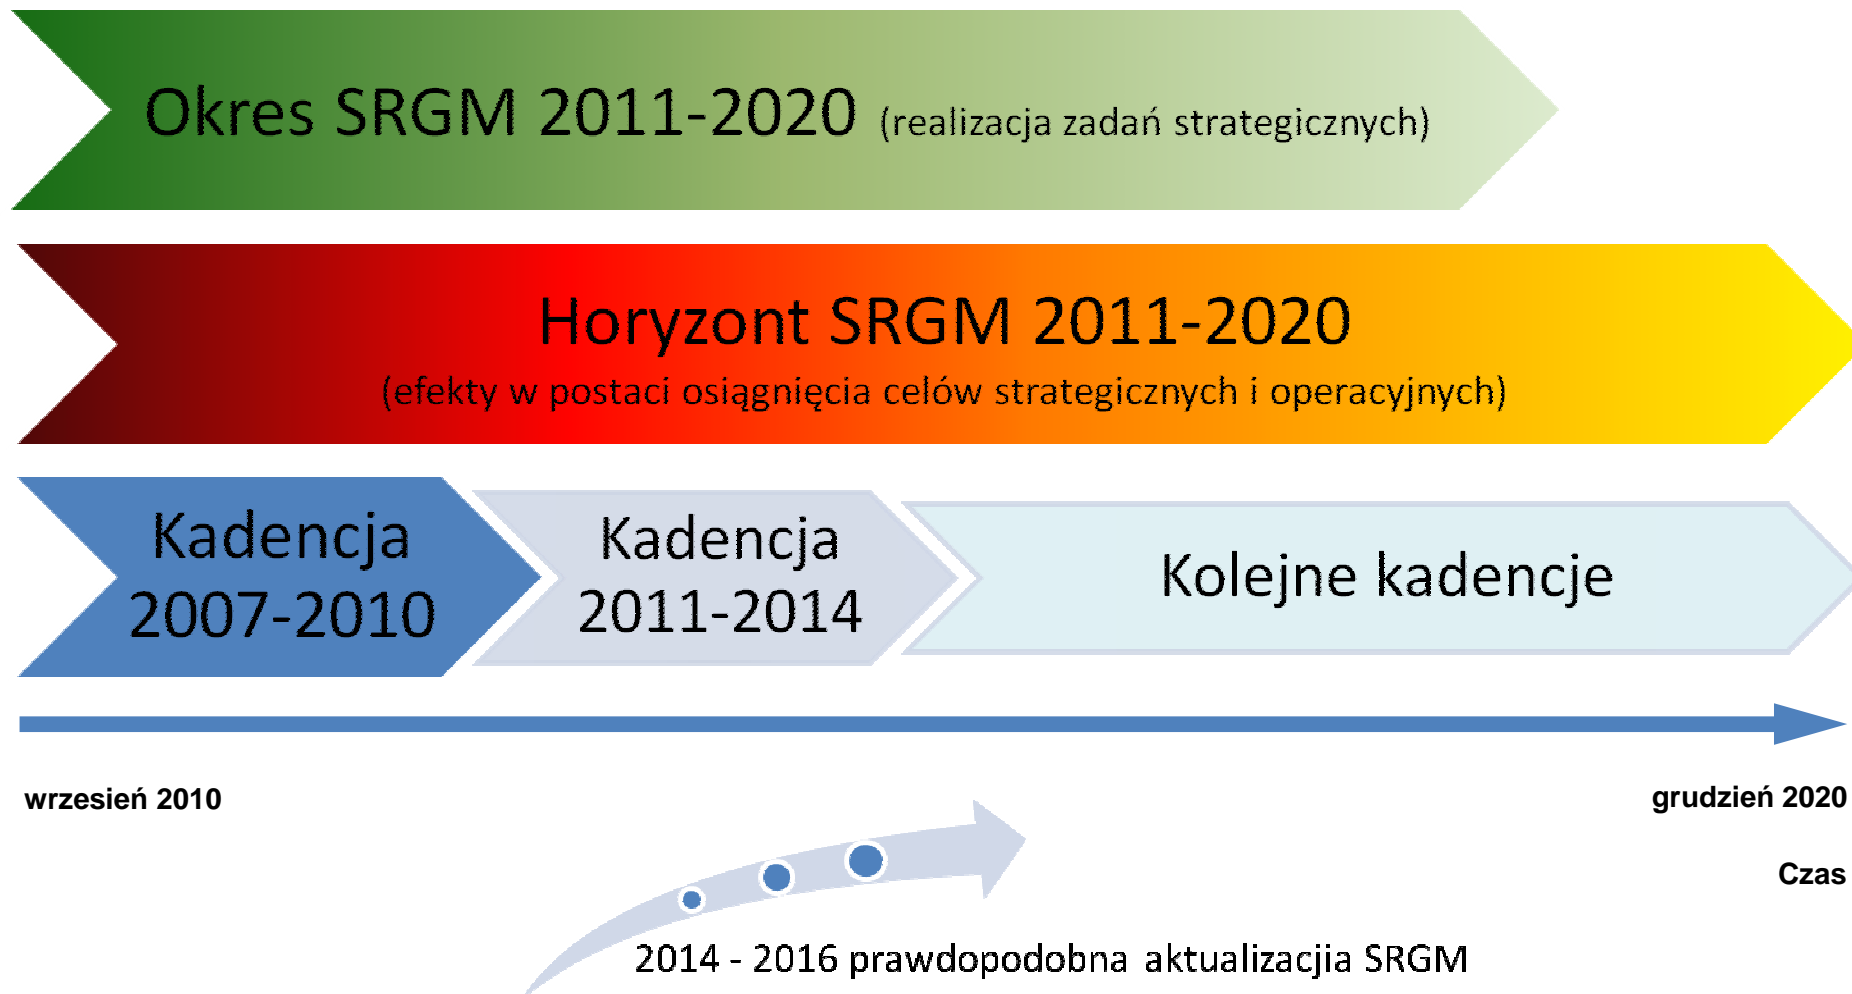 Okres SRGM 2011-2020 (realizacja zadań strategicznych)
Horyzont SRGM 2011-2020
(efekty w postaci osiągnięcia celów strategicznych i operacyjnych)
Kadencja
2007-2010
Kadencja
2011-2014
Kolejne kadencje
wrzesień 2010
grudzień 2020
Czas
2014 - 2016 prawdopodobna aktualizacjia SRGM